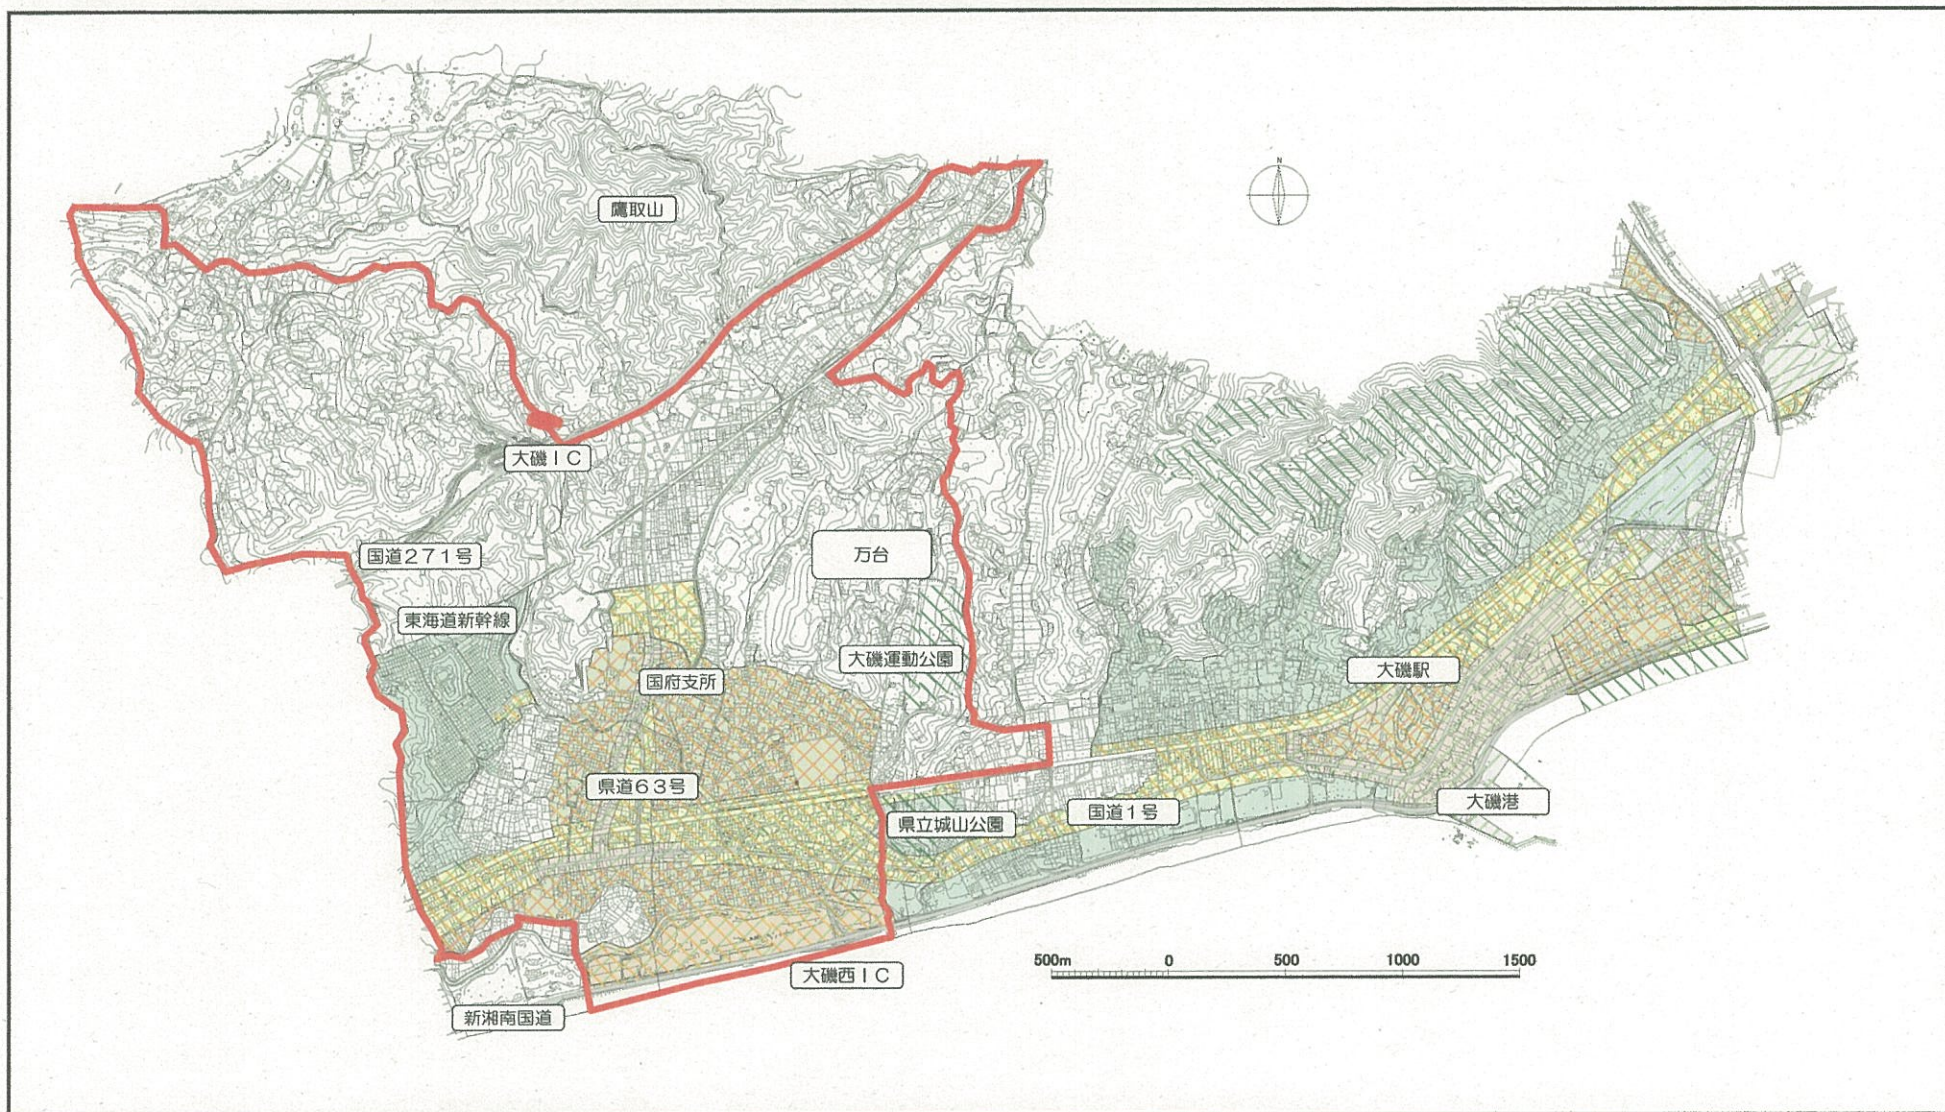 N
鷹取山
大磯IC
国道271号
万台
東海道新幹線
大磯運動公園
国府支所
大磯駅
県道63号
県立城山公園
国道1号
大磯港
大磯西IC
新湘南国道
500m 0 500 1000 1500